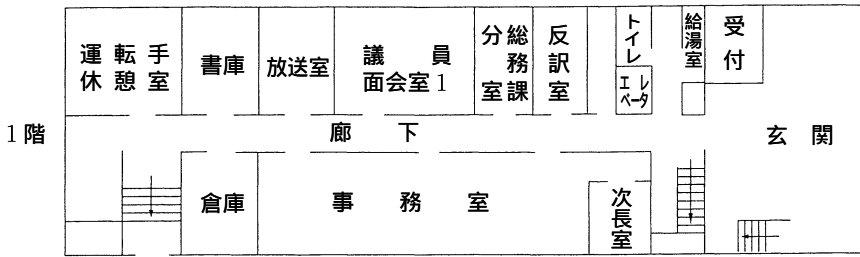 1階
運転手
休憩室
書庫
放送室
議員
面会室1
総務課
分室
反訳室
トイレ
エレ
ベータ
給湯室
受付
廊下
玄関
倉庫
事務室
次長室